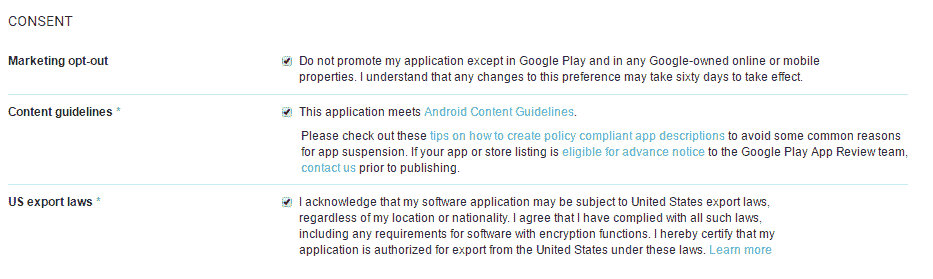 CONSENT
Marketing opt-out
Do not promote my application except in Google Play and in any Google-owned online or mobile
properties. I understand that any changes to this preference may take sixty days to take effect.
Content guidelines *
This application meets Android Content Guidelines.
Please check out these tips on how to create policy compliant app descriptions to avoid some common reasons
for app suspension. If your app or store listing is eligible for advance notice to the Google Play App Review team,
contact us prior to publishing.
US export laws *
I acknowledge that my software application may be subject to United States export laws,
regardless of my location or nationality. I agree that I have complied with all such laws,
including any requirements for software with encryption functions. I hereby certify that my
application is authorized for export from the United States under these laws. Learn more